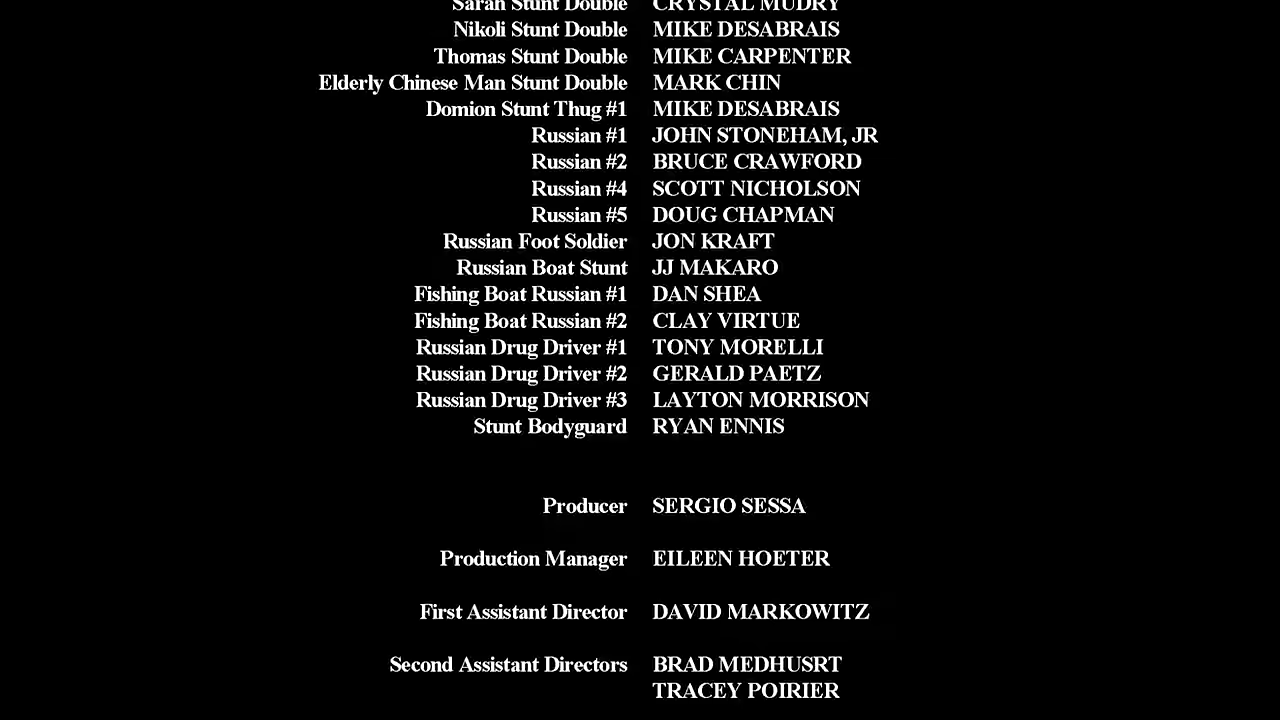 Sarah Stunt Double CRYSTAL MUDRY
Nikoli Stunt Double MIKE DESABRAIS
Thomas Stunt Double MIKE CARPENTER
Elderly Chinese Man Stunt Double MARK CHIN
Domion Stunt Thug #1 MIKE DESABRAIS
Russian #1 JOHN STONEHAM, JR
Russian #2 BRUCE CRAWFORD
Russian #4 SCOTT NICHOLSON
Russian #5 DOUG CHAPMAN
Russian Foot Soldier JON KRAFT
Russian Boat Stunt JJ MAKARO
Fishing Boat Russian #1 DAN SHEA
Fishing Boat Russian #2 CLAY VIRTUE
Russian Drug Driver #1 TONY MORELLI
Russian Drug Driver #2 GERALD PAETZ
Russian Drug Driver #3 LAYTON MORRISON
Stunt Bodyguard RYAN ENNIS
Producer SERGIO SESSA
Production Manager EILEEN HOETER
First Assistant Director DAVID MARKOWITZ
Second Assistant Directors BRAD MEDHUSRT
TRACEY POIRIER